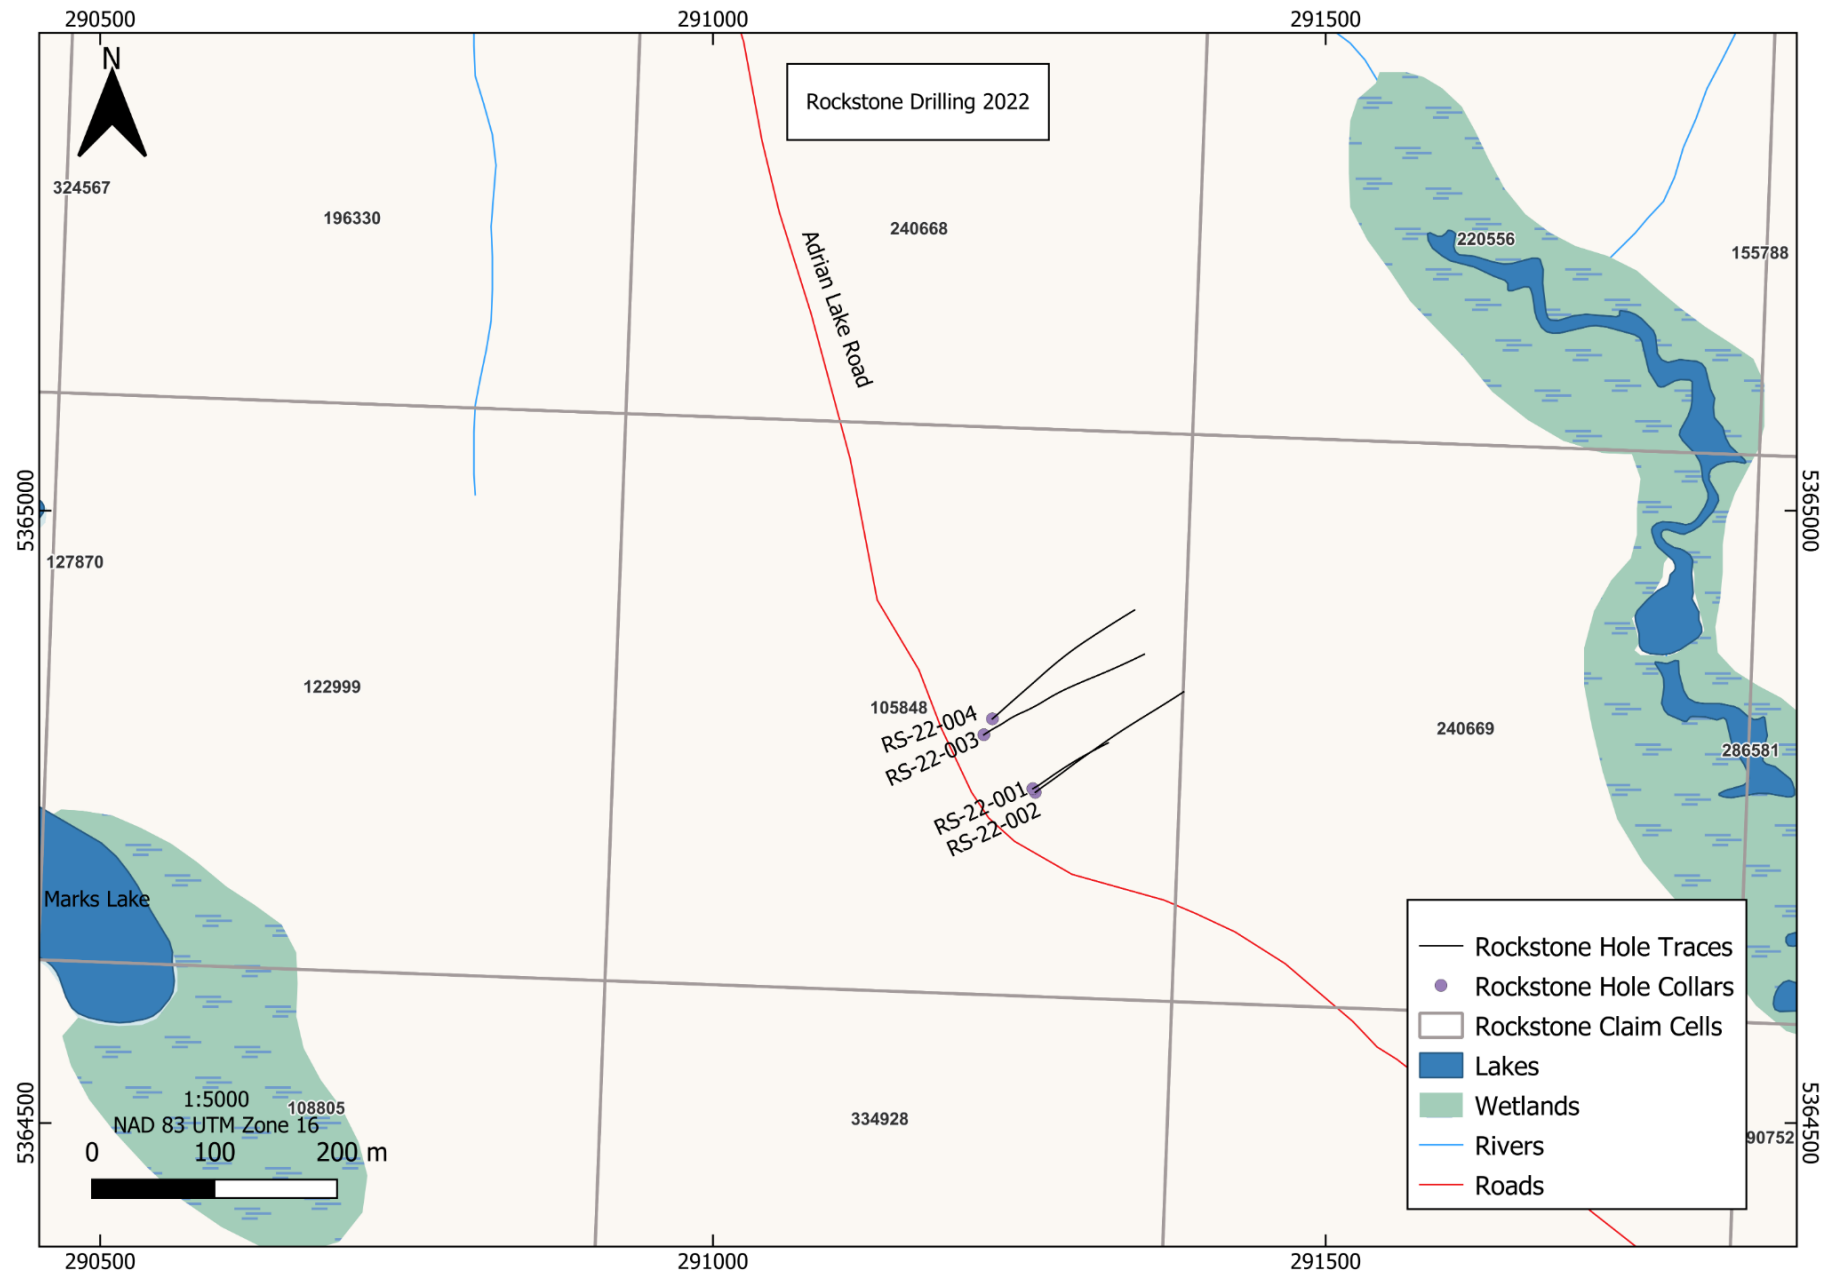 290500
291000
291500
N
Rockstone Drilling 2022
324567
196330
240668
220556
155788
Adrian Lake Road
5365000
5365000
127870
122999
105848
RS-22-004
RS-22-003
240669
286581
RS-22-001
RS-22-002
Marks Lake
Rockstone Hole Traces
Rockstone Hole Collars
Rockstone Claim Cells
Lakes
Wetlands
Rivers
Roads
5364500
1:5000
108805
NAD 83 UTM Zone 16
0 100 200 m
334928
90752
5364500
290500
291000
291500